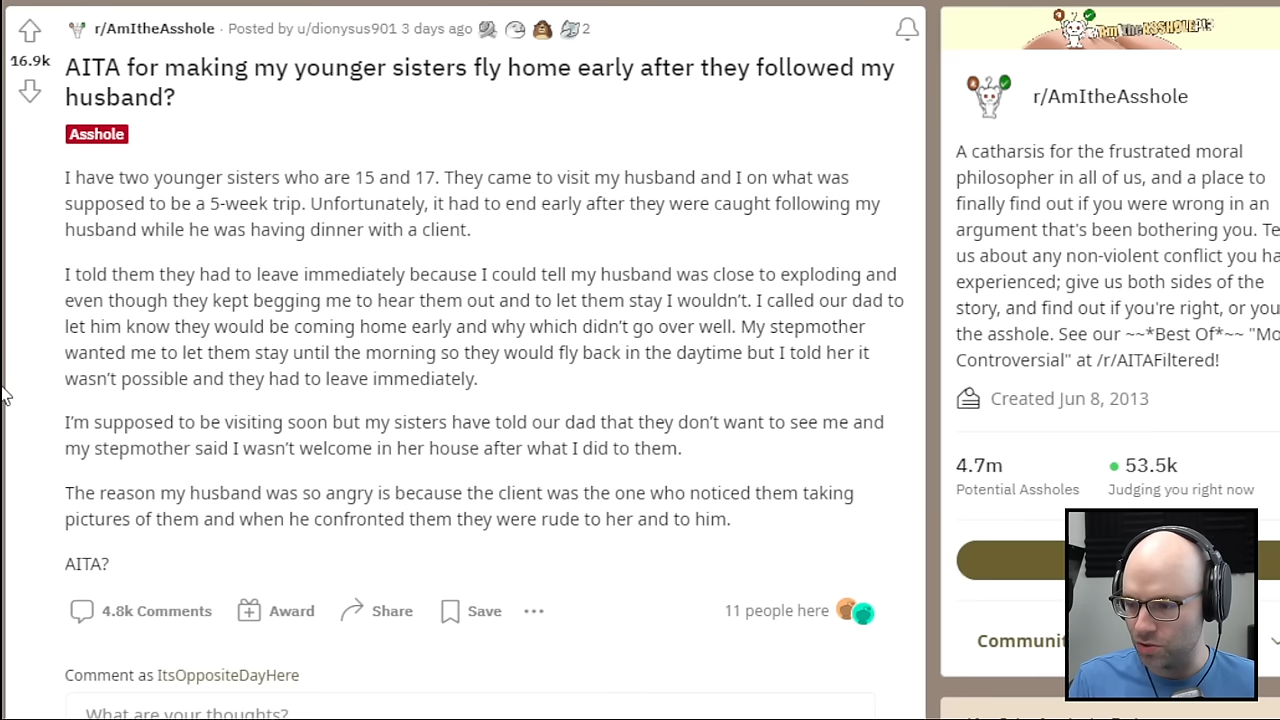 r/AmItheAsshole · Posted by u/dionysus901 3 days ago 2
16.9k
AITA for making my younger sisters fly home early after they followed my
husband?
Asshole
I have two younger sisters who are 15 and 17. They came to visit my husband and I on what was
supposed to be a 5-week trip. Unfortunately, it had to end early after they were caught following my
husband while he was having dinner with a client.
I told them they had to leave immediately because I could tell my husband was close to exploding and
even though they kept begging me to hear them out and to let them stay I wouldn't. I called our dad to
let him know they would be coming home early and why which didn't go over well. My stepmother
wanted me to let them stay until the morning so they would fly back in the daytime but I told her it
wasn't possible and they had to leave immediately.
I'm supposed to be visiting soon but my sisters have told our dad that they don't want to see me and
my stepmother said I wasn't welcome in her house after what I did to them.
The reason my husband was so angry is because the client was the one who noticed them taking
pictures of them and when he confronted them they were rude to her and to him.
AITA?
4.8k Comments Award Share Save ••• 11 people here
Comment as ItsOppositeDayHere
What are your thoughts?
r/AmItheAsshole
A catharsis for the frustrated moral
philosopher in all of us, and a place to
finally find out if you were wrong in an
argument that's been bothering you. Te
us about any non-violent conflict you ha
experienced; give us both sides of the
story, and find out if you're right, or you
the asshole. See our ~~*Best Of*~~ "Mo
Controversial" at /r/AITAFiltered!
Created Jun 8, 2013
4.7m 53.5k
Potential Assholes Judging you right now
Communit